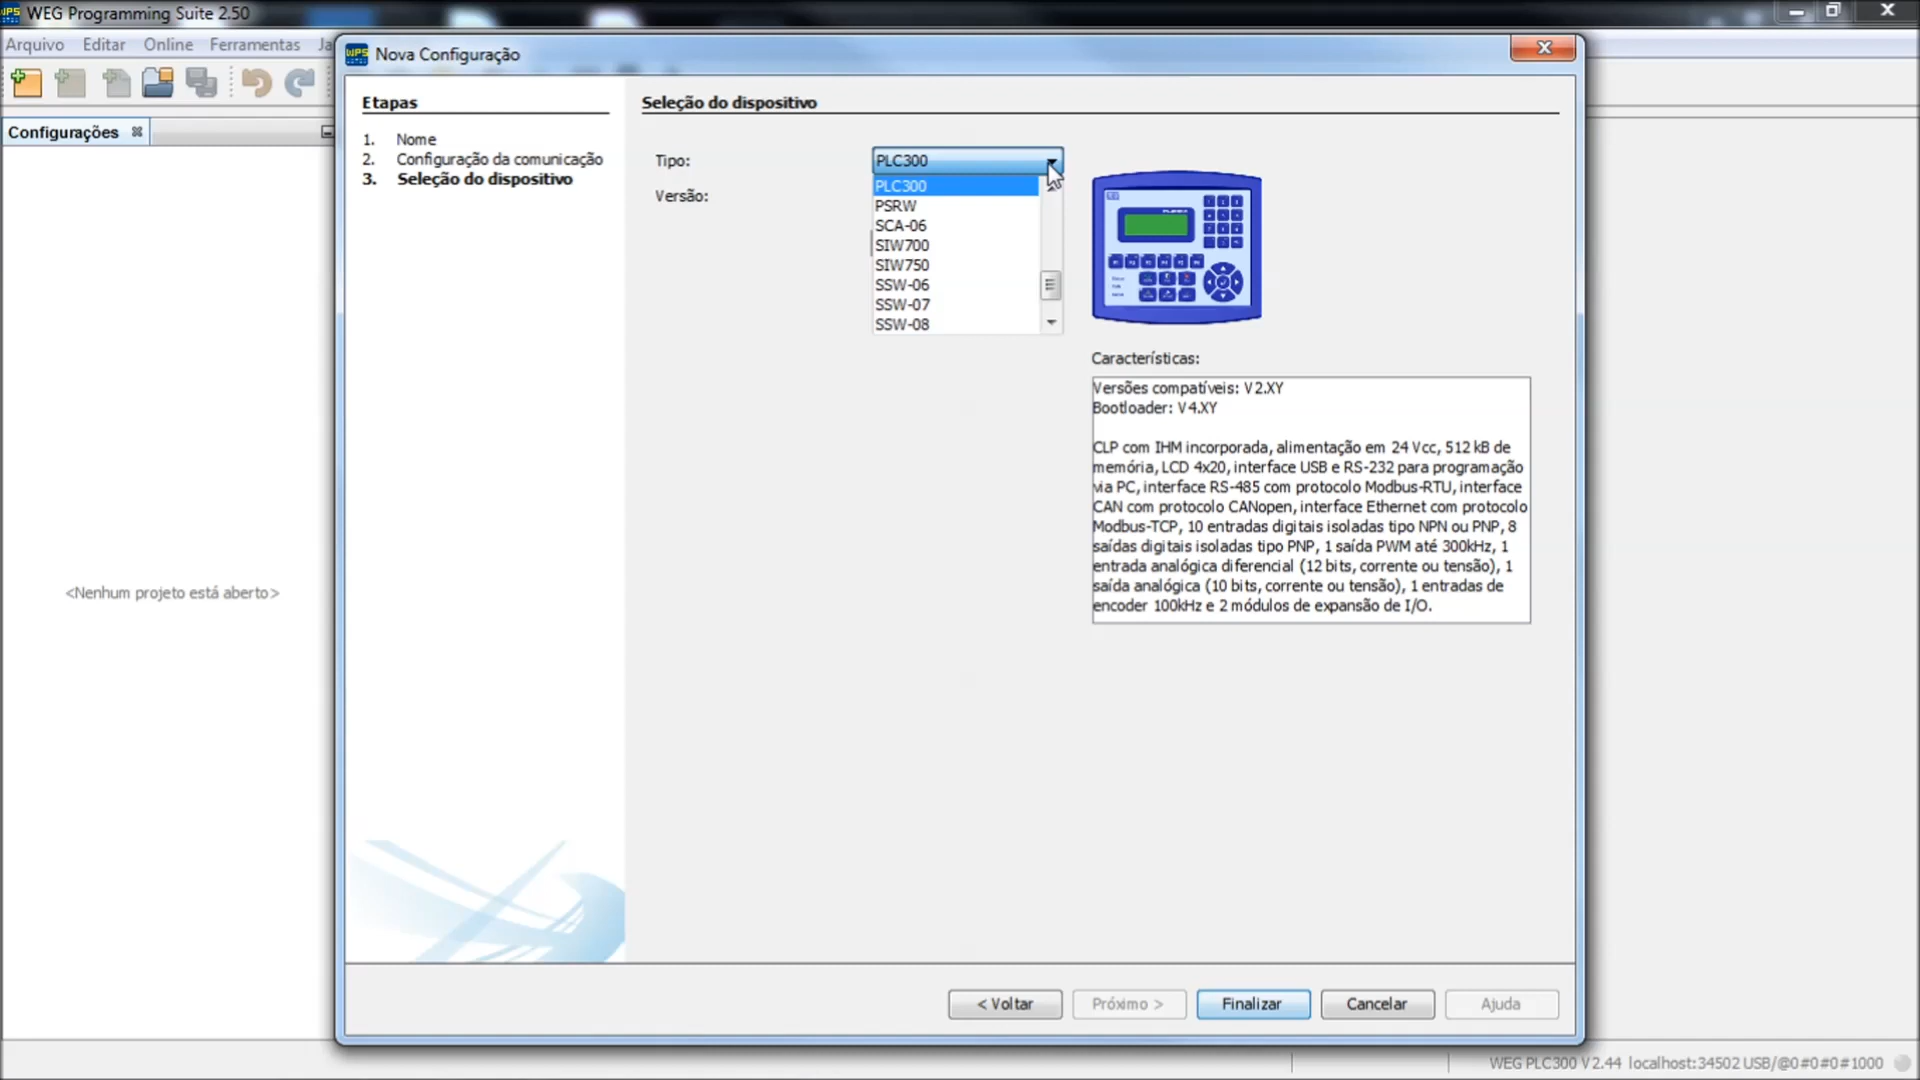 WEG Programming Suite 2.50
Arquivo Editar Online Ferramentas Ja
Nova Configuração
Configurações
<Nenhum projeto está aberto>
Etapas
1. Nome
2. Configuração da comunicação
3. Seleção do dispositivo
Seleção do dispositivo
Tipo:
PLC300
PLC300
PSRW
SCA-06
SIW700
SIW750
SSW-06
SSW-07
SSW-08
Versão:
Características:
Versões compatíveis: V2.XY
Bootloader: V4.XY
CLP com IHM incorporada, alimentação em 24 Vcc, 512 kB de
memória, LCD 4x20, interface USB e RS-232 para programação
via PC, interface RS-485 com protocolo Modbus-RTU, interface
CAN com protocolo CANopen, interface Ethernet com protocolo
Modbus-TCP, 10 entradas digitais isoladas tipo NPN ou PNP, 8
saídas digitais isoladas tipo PNP, 1 saída PWM até 300kHz, 1
entrada analógica diferencial (12 bits, corrente ou tensão), 1
saída analógica (10 bits, corrente ou tensão), 1 entradas de
encoder 100kHz e 2 módulos de expansão de I/O.
< Voltar Próximo > Finalizar Cancelar Ajuda
WEG PLC300 V2.44 localhost:34502 USB/@0#0#0#1000